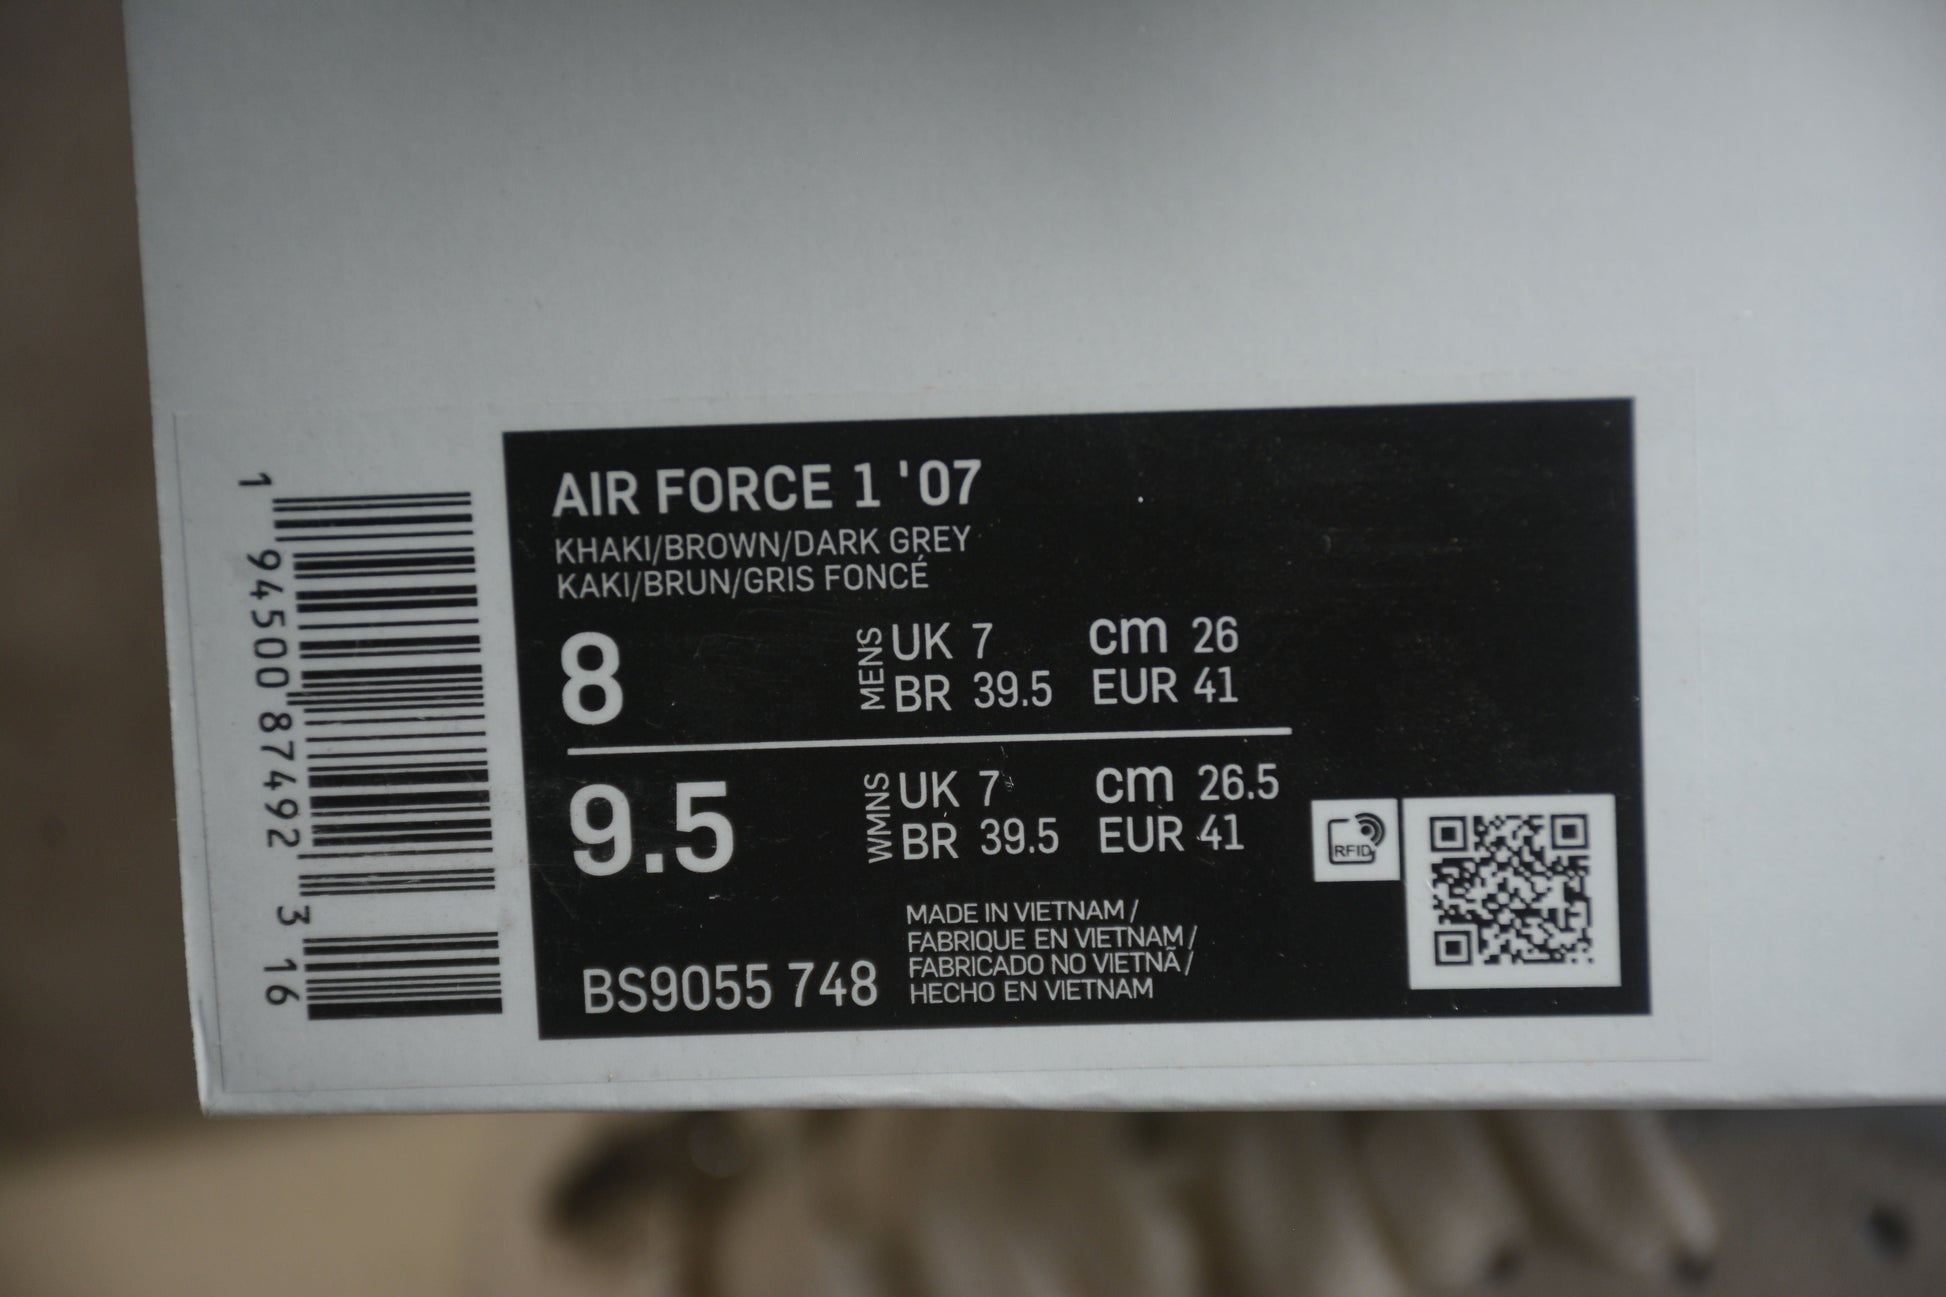 1 94500 87492 3 16
AIR FORCE 1 '07
KHAKI/BROWN/DARK GREY
KAKI/BRUN/GRIS FONCÉ
8
MENS
UK 7 cm 26
BR 39.5 EUR 41
9.5
WMNS
UK 7 cm 26.5
BR 39.5 EUR 41
RFID
BS9055 748
MADE IN VIETNAM /
FABRIQUE EN VIETNAM /
FABRICADO NO VIETNÃ /
HECHO EN VIETNAM